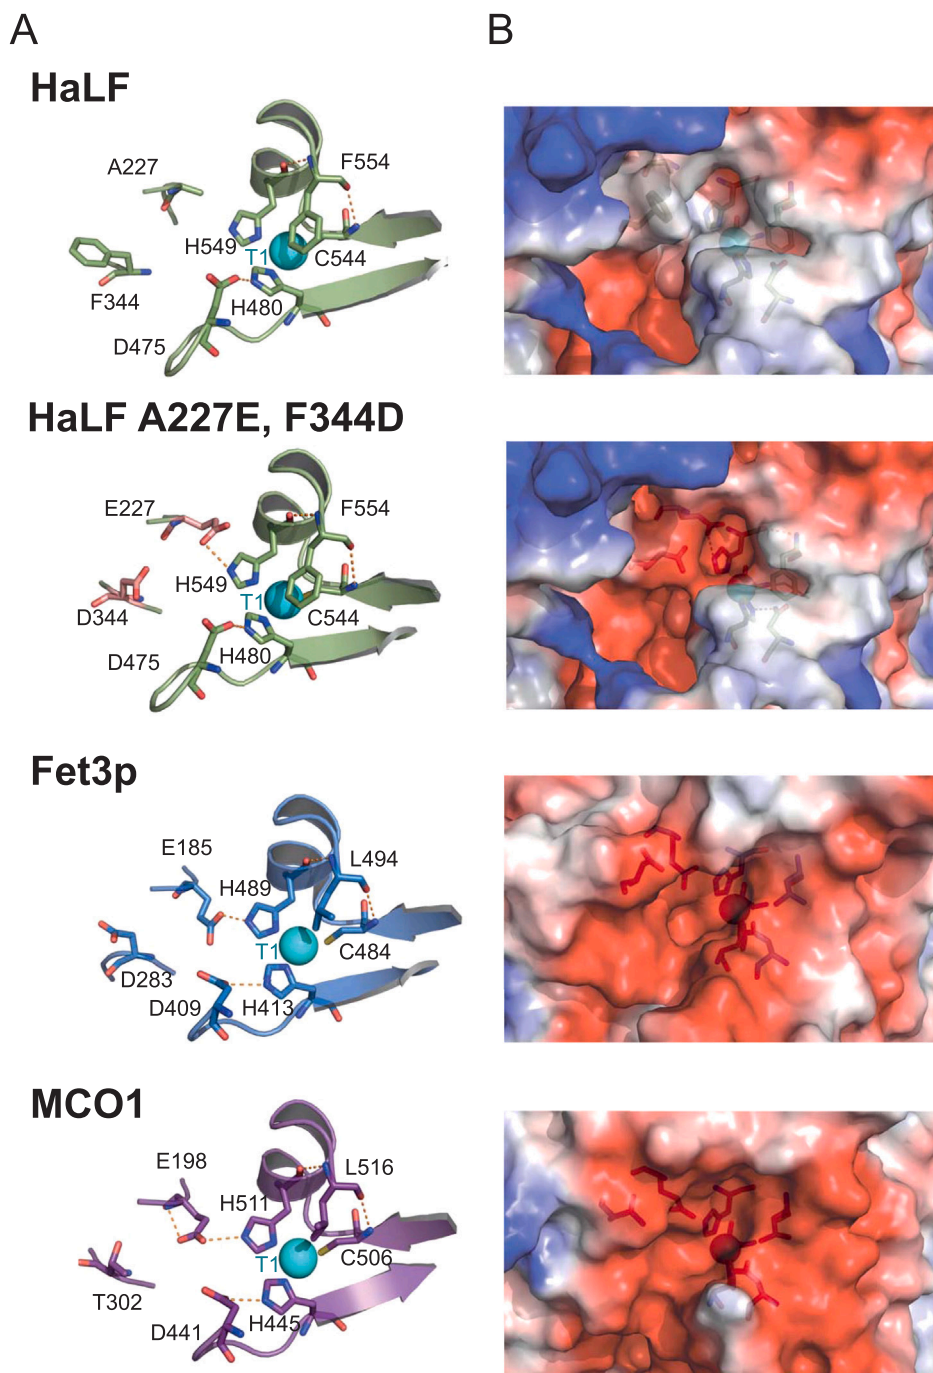 A
B
HaLF
A227
F554
H549
T1
C544
F344
H480
D475
HaLF A227E, F344D
E227
F554
H549
T1
C544
D344
H480
D475
Fet3p
E185
L494
H489
T1
C484
D283
D409
H413
MCO1
E198
L516
H511
T1
C506
T302
H445
D441